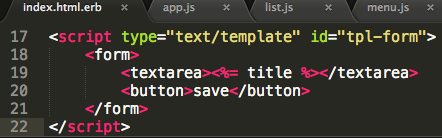 index.html.erb app.js list.js menu.js
17 <script type="text/template" id="tpl-form">
18 <form>
19 <textarea><%= title %></textarea>
20 <button>save</button>
21 </form>
22 </script>